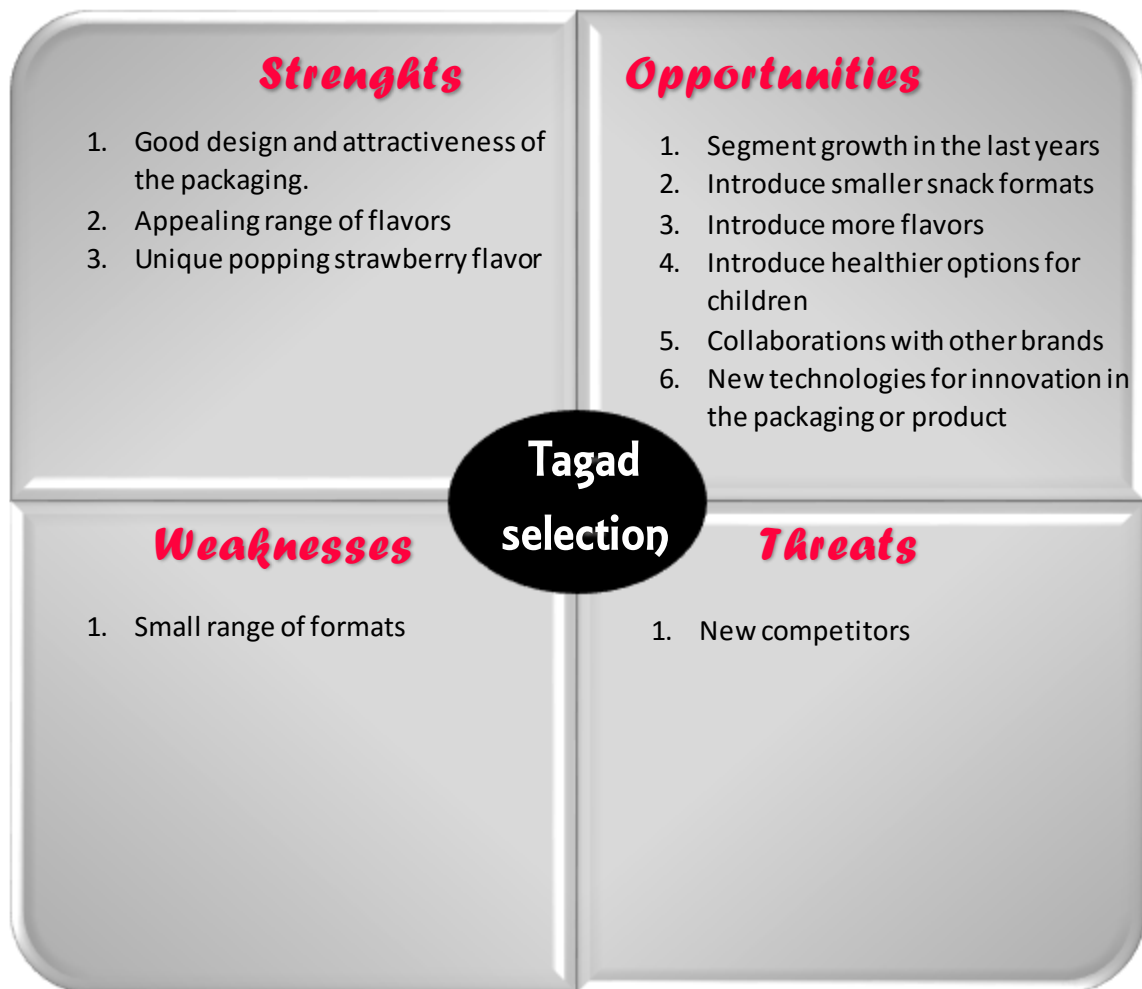 Strenghts
1. Good design and attractiveness of
the packaging.
2. Appealing range of flavors
3. Unique popping strawberry flavor
Opportunities
1. Segment growth in the last years
2. Introduce smaller snack formats
3. Introduce more flavors
4. Introduce healthier options for
children
5. Collaborations with other brands
6. New technologies for innovation in
the packaging or product
Tagad
selection
Weaknesses
1. Small range of formats
Threats
1. New competitors